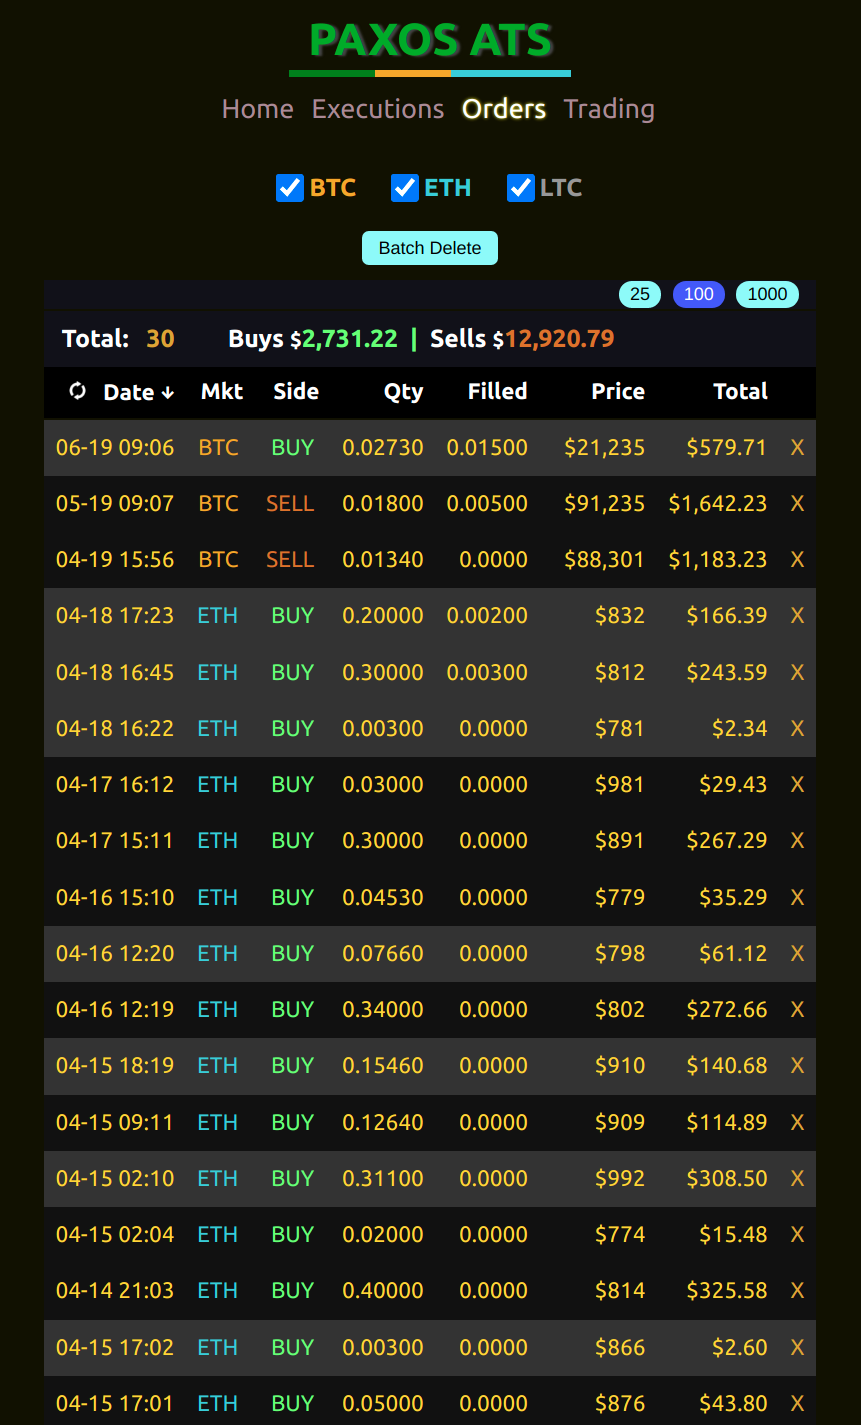 PAXOS ATS
Home Executions Orders Trading
BTC ETH LTC
Batch Delete
25 100 1000
Total: 30 Buys $2,731.22 | Sells $12,920.79
Date ↓ Mkt Side Qty Filled Price Total
06-19 09:06 BTC BUY 0.02730 0.01500 $21,235 $579.71 X
05-19 09:07 BTC SELL 0.01800 0.00500 $91,235 $1,642.23 X
04-19 15:56 BTC SELL 0.01340 0.0000 $88,301 $1,183.23 X
04-18 17:23 ETH BUY 0.20000 0.00200 $832 $166.39 X
04-18 16:45 ETH BUY 0.30000 0.00300 $812 $243.59 X
04-18 16:22 ETH BUY 0.00300 0.0000 $781 $2.34 X
04-17 16:12 ETH BUY 0.03000 0.0000 $981 $29.43 X
04-17 15:11 ETH BUY 0.30000 0.0000 $891 $267.29 X
04-16 15:10 ETH BUY 0.04530 0.0000 $779 $35.29 X
04-16 12:20 ETH BUY 0.07660 0.0000 $798 $61.12 X
04-16 12:19 ETH BUY 0.34000 0.0000 $802 $272.66 X
04-15 18:19 ETH BUY 0.15460 0.0000 $910 $140.68 X
04-15 09:11 ETH BUY 0.12640 0.0000 $909 $114.89 X
04-15 02:10 ETH BUY 0.31100 0.0000 $992 $308.50 X
04-15 02:04 ETH BUY 0.02000 0.0000 $774 $15.48 X
04-14 21:03 ETH BUY 0.40000 0.0000 $814 $325.58 X
04-15 17:02 ETH BUY 0.00300 0.0000 $866 $2.60 X
04-15 17:01 ETH BUY 0.05000 0.0000 $876 $43.80 X